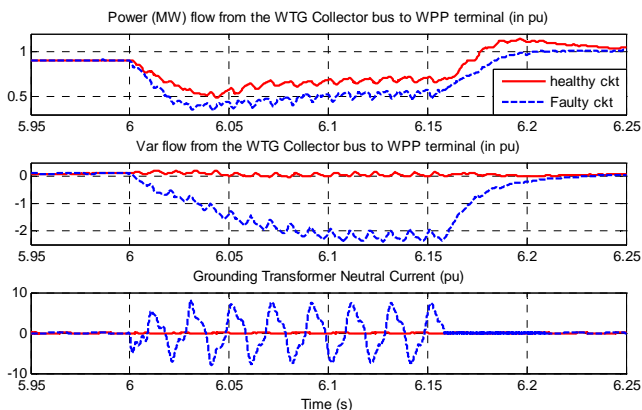 Power (MW) flow from the WTG Collector bus to WPP terminal (in pu)
1
0.5
healthy ckt
Faulty ckt
5.95 6 6.05 6.1 6.15 6.2 6.25
Var flow from the WTG Collector bus to WPP terminal (in pu)
0
-1
-2
5.95 6 6.05 6.1 6.15 6.2 6.25
Grounding Transformer Neutral Current (pu)
10
0
-10
5.95 6 6.05 6.1 6.15 6.2 6.25
Time (s)